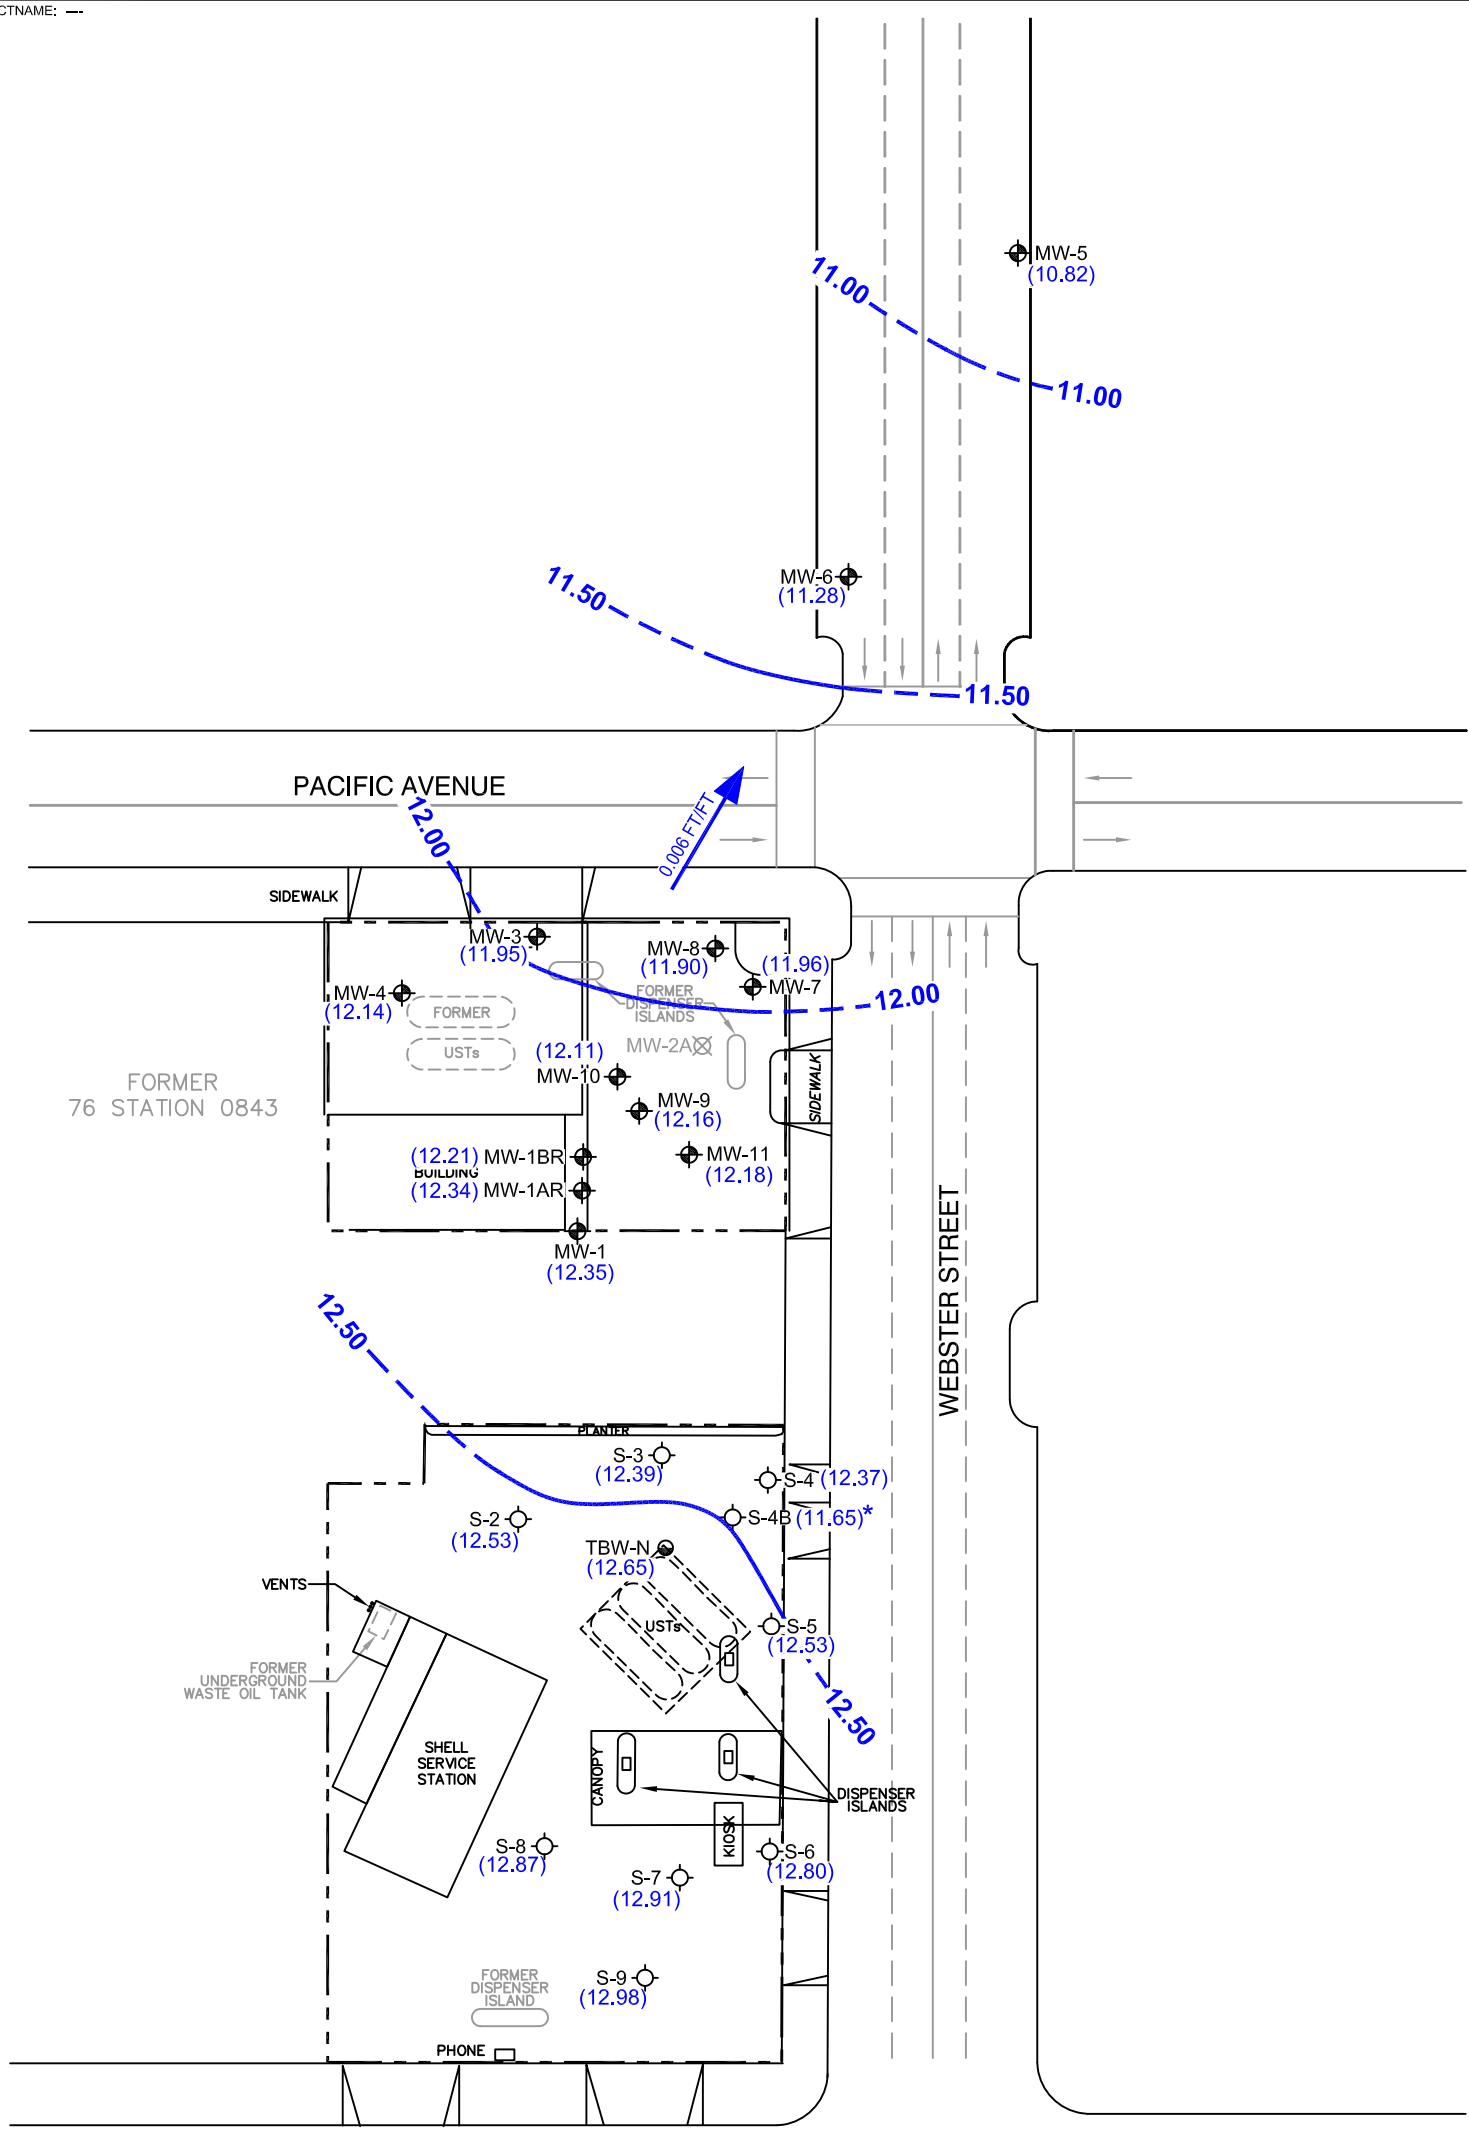 CTNAME: ---
MW-5
(10.82)
11.00
11.00
MW-6
(11.28)
11.50
11.50
PACIFIC AVENUE
12.00
0.006 FT/FT
SIDEWALK
MW-3
(11.95)
MW-8
(11.90)
(11.96)
MW-7
MW-4
(12.14)
FORMER
USTs
FORMER
DISPENSER
ISLANDS
12.00
MW-2A
(12.11)
MW-10
MW-9
(12.16)
SIDEWALK
FORMER
76 STATION 0843
(12.21) MW-1BR
BUILDING
(12.34) MW-1AR
MW-11
(12.18)
MW-1
(12.35)
WEBSTER STREET
12.50
PLANTER
S-3
(12.39)
S-4 (12.37)
S-4B (11.65)*
S-2
(12.53)
TBW-N
(12.65)
VENTS
USTs
S-5
(12.53)
FORMER
UNDERGROUND
WASTE OIL TANK
12.50
SHELL
SERVICE
STATION
CANOPY
DISPENSER
ISLANDS
KIOSK
S-8
(12.87)
S-6
(12.80)
S-7
(12.91)
FORMER
DISPENSER
ISLAND
S-9
(12.98)
PHONE